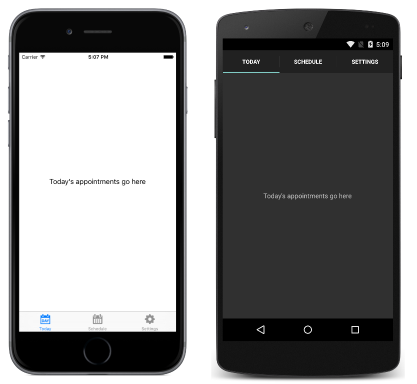 Carrier 5:07 PM
Today's appointments go here
Today Schedule Settings
5:09
TODAY SCHEDULE SETTINGS
Today's appointments go here